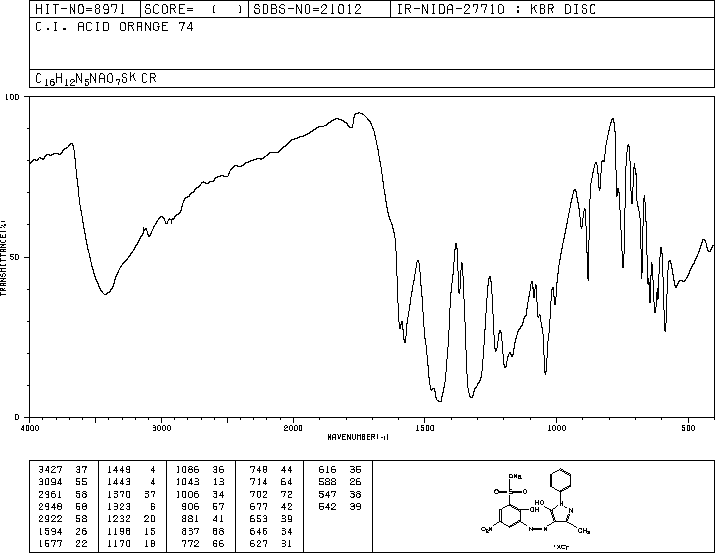 HIT-NO=8971 SCORE= ( ) SDBS-NO=21012 IR-NIDA-27710 : KBR DISC
C.I. ACID ORANGE 74
C16H12N5NAO7S* CR
100
50
0
TRANSMITTANCE(%)
4000 3000 2000 1500 1000 500
WAVENUMBER(-1)
3427 37 1449 4 1086 36 748 44 616 35
3094 55 1443 4 1043 13 714 64 588 26
2961 58 1370 37 1006 34 702 72 547 38
2948 60 1323 6 906 57 677 42 542 39
2922 58 1232 20 881 41 653 39
1594 26 1198 15 837 68 646 34
1577 22 1170 18 772 66 627 31
ONa
O=S=O
HO
OH
N
N
O2N
N=N
CH3
*XCr